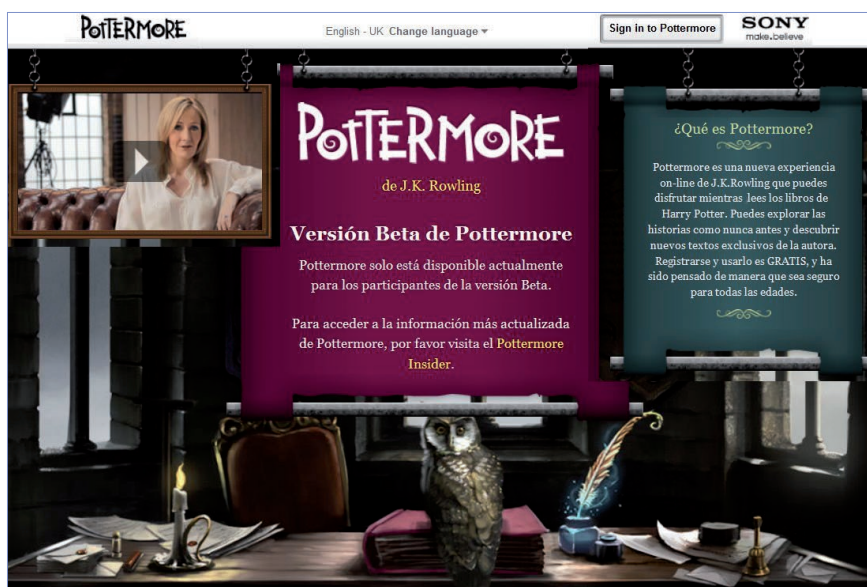 POTTERMORE
English - UK Change language
Sign in to Pottermore
SONY
make.believe
POTTERMORE
de J.K. Rowling
Versión Beta de Pottermore
Pottermore solo está disponible actualmente
para los participantes de la versión Beta.
Para acceder a la información más actualizada
de Pottermore, por favor visita el Pottermore
Insider.
¿Qué es Pottermore?
Pottermore es una nueva experiencia
on-line de J.K.Rowling que puedes
disfrutar mientras lees los libros de
Harry Potter. Puedes explorar las
historias como nunca antes y descubrir
nuevos textos exclusivos de la autora.
Registrarse y usarlo es GRATIS, y ha
sido pensado de manera que sea seguro
para todas las edades.